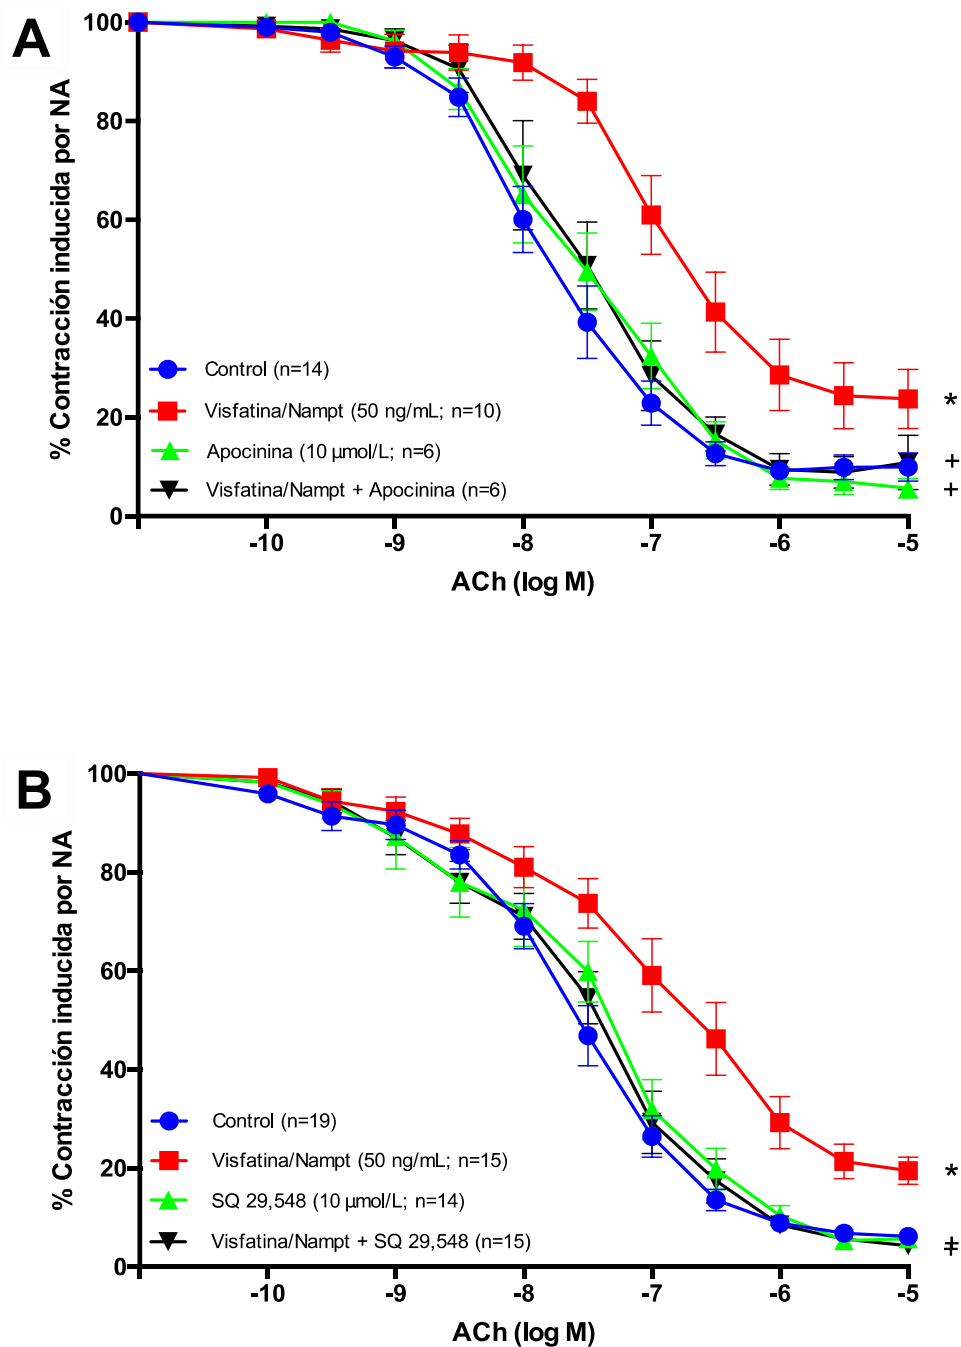 A
% Contracción inducida por NA
100
80
60
40
20
0
Control (n=14)
Visfatina/Nampt (50 ng/mL; n=10)
Apocinina (10 µmol/L; n=6)
Visfatina/Nampt + Apocinina (n=6)
*
+
+
-10 -9 -8 -7 -6 -5
ACh (log M)
B
% Contracción inducida por NA
100
80
60
40
20
0
Control (n=19)
Visfatina/Nampt (50 ng/mL; n=15)
SQ 29,548 (10 µmol/L; n=14)
Visfatina/Nampt + SQ 29,548 (n=15)
*
+
+
-10 -9 -8 -7 -6 -5
ACh (log M)